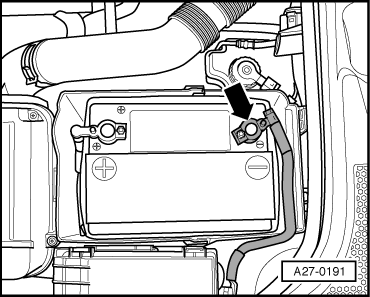 +
+ −
+ −
A27-0191